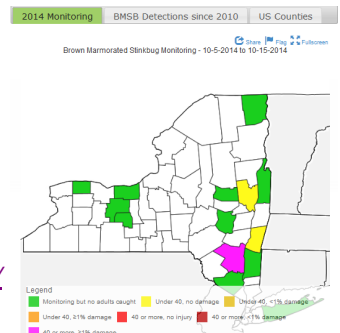 2014 Monitoring BMSB Detections since 2010 US Counties
Share Flag Fullscreen
Brown Marmorated Stinkbug Monitoring - 10-5-2014 to 10-15-2014
Legend
Monitoring but no adults caught Under 40, no damage Under 40, <1% damage
Under 40, ≥1% damage 40 or more, no injury 40 or more, <1% damage
40 or more, ≥1% damage